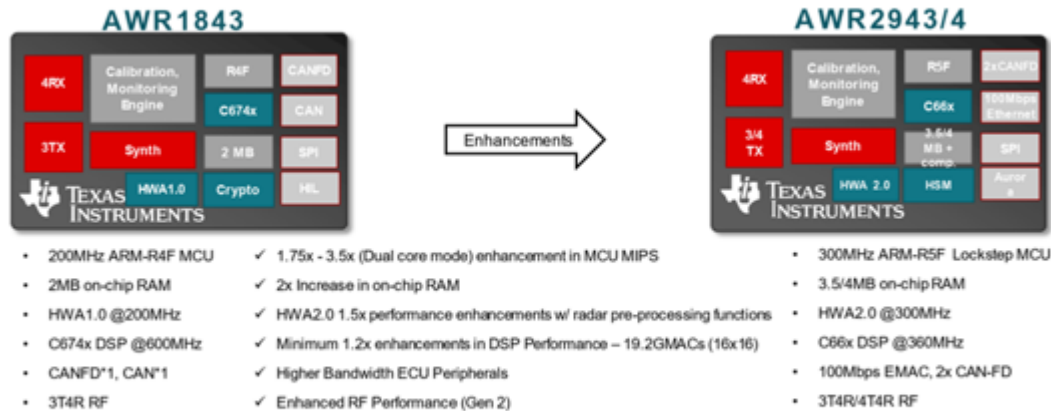 AWR1843
AWR2943/4
4RX
Calibration,
Monitoring
Engine
R4F
CANFD
C674x
CAN
3TX
Synth
2 MB
SPI
HWA1.0
Crypto
HIL
TEXAS
INSTRUMENTS
Enhancements
4RX
Calibration,
Monitoring
Engine
R5F
2xCANFD
C66x
100Mbps
Ethernet
3/4
TX
Synth
3.5/4
MB +
comp.
SPI
HWA 2.0
HSM
Auror
a
TEXAS
INSTRUMENTS
• 200MHz ARM-R4F MCU
• 2MB on-chip RAM
• HWA1.0 @200MHz
• C674x DSP @600MHz
• CANFD*1, CAN*1
• 3T4R RF
✓ 1.75x - 3.5x (Dual core mode) enhancement in MCU MIPS
✓ 2x Increase in on-chip RAM
✓ HWA2.0 1.5x performance enhancements w/ radar pre-processing functions
✓ Minimum 1.2x enhancements in DSP Performance – 19.2GMACs (16x16)
✓ Higher Bandwidth ECU Peripherals
✓ Enhanced RF Performance (Gen 2)
• 300MHz ARM-R5F Lockstep MCU
• 3.5/4MB on-chip RAM
• HWA2.0 @300MHz
• C66x DSP @360MHz
• 100Mbps EMAC, 2x CAN-FD
• 3T4R/4T4R RF